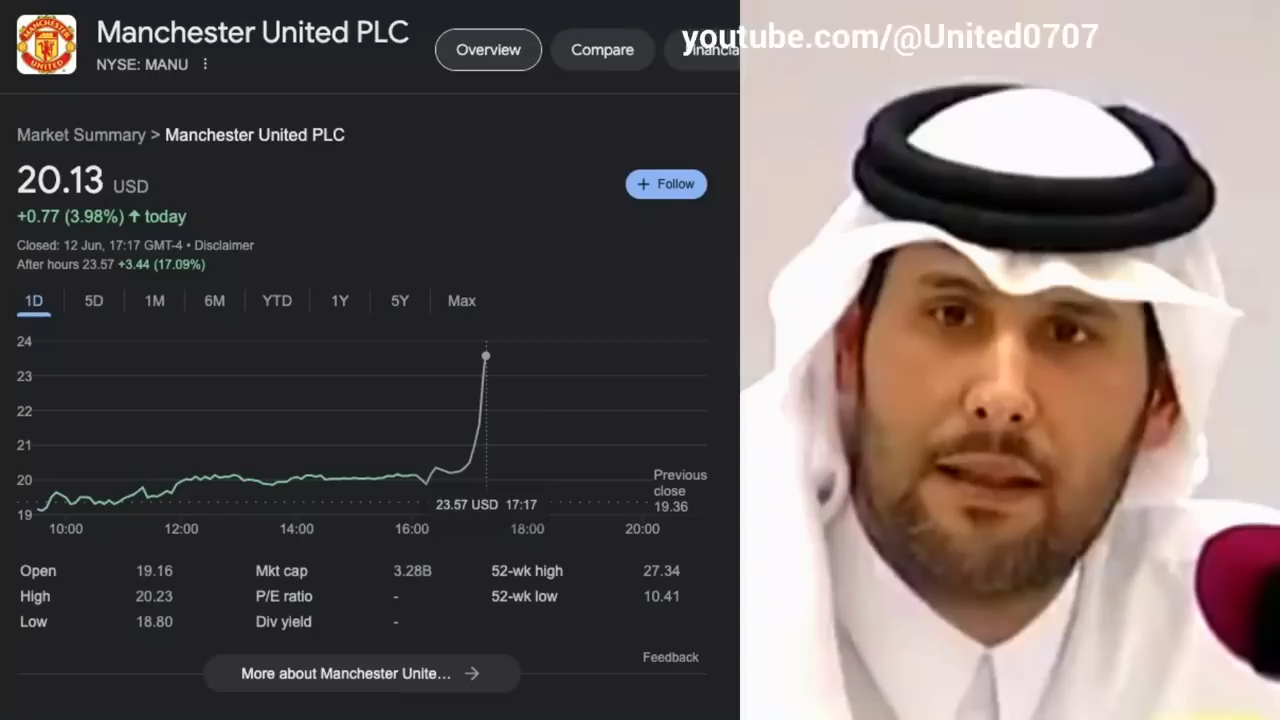 Manchester United PLC
NYSE: MANU
Overview
Compare
youtube.com/@United0707
Market Summary > Manchester United PLC
20.13 USD
+0.77 (3.98%) ↑ today
+ Follow
Closed: 12 Jun, 17:17 GMT-4 • Disclaimer
After hours 23.57 +3.44 (17.09%)
1D 5D 1M 6M YTD 1Y 5Y Max
24
23
22
21
20
19
Previous
close
19.36
23.57 USD 17:17
10:00 12:00 14:00 16:00 18:00 20:00
Open 19.16 Mkt cap 3.28B 52-wk high 27.34
High 20.23 P/E ratio - 52-wk low 10.41
Low 18.80 Div yield -
Feedback
More about Manchester Unite... →
MANCHESTER
UNITED